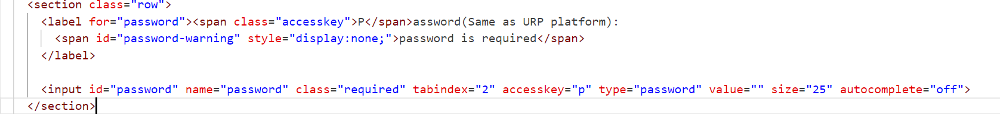 <section class="row">
<label for="password"><span class="accesskey">P</span>assword(Same as URP platform):
<span id="password-warning" style="display:none;">password is required</span>
</label>
<input id="password" name="password" class="required" tabindex="2" accesskey="p" type="password" value="" size="25" autocomplete="off">
</section>